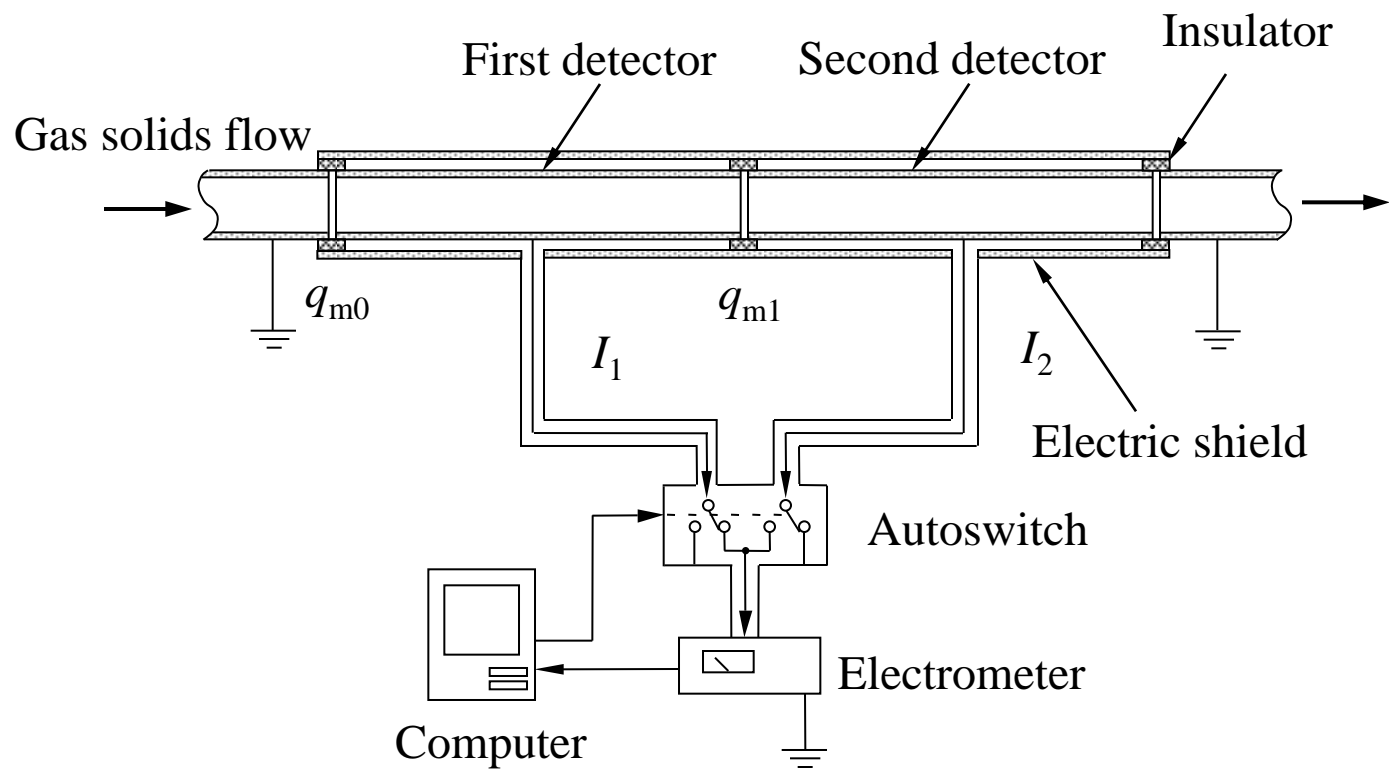 Insulator
First detector
Second detector
Gas solids flow
q_m0
q_m1
I_1
I_2
Electric shield
Autoswitch
Electrometer
Computer